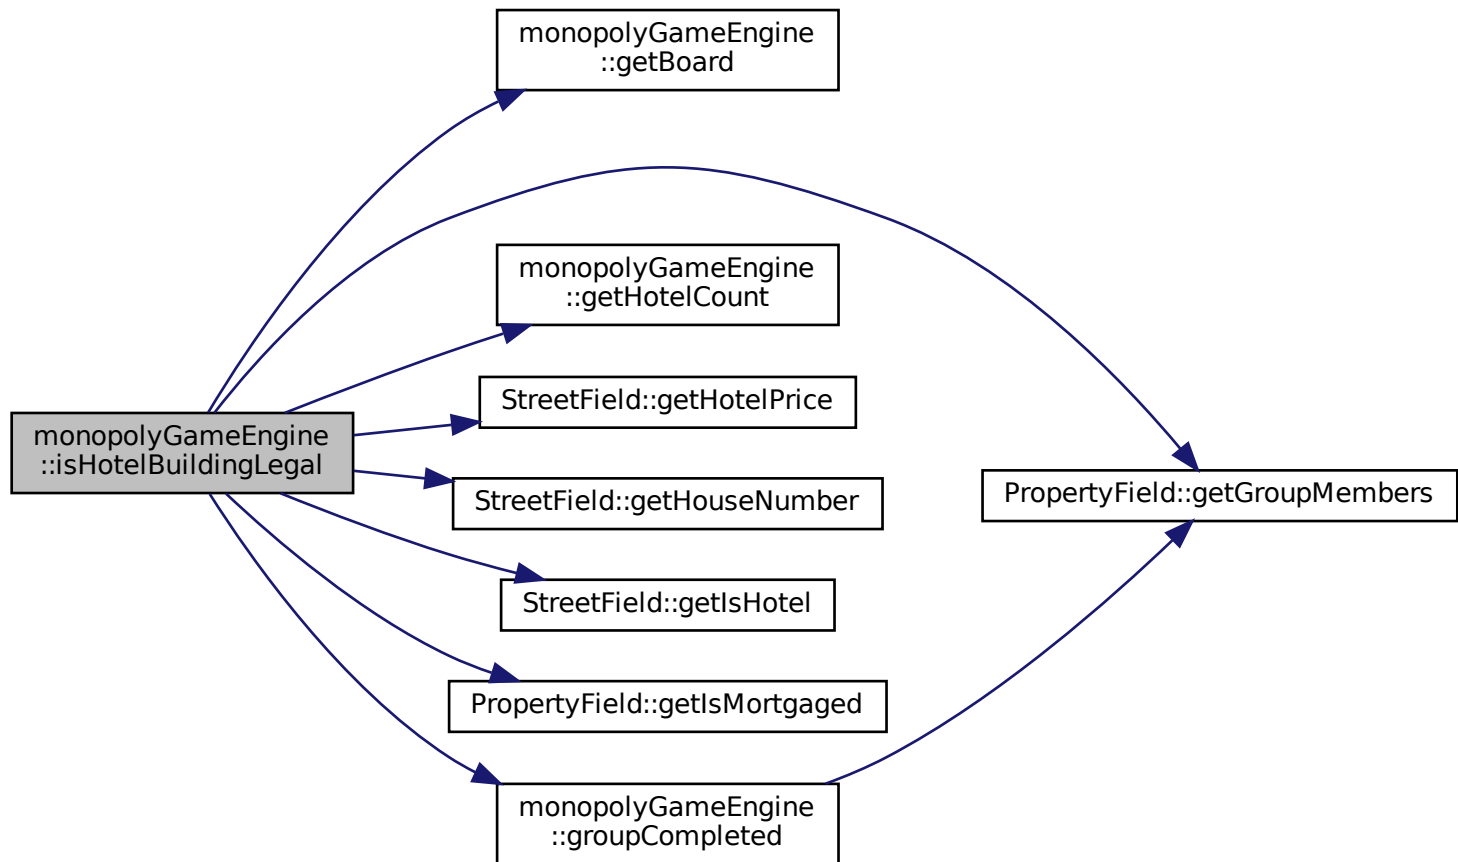 monopolyGameEngine
::getBoard
monopolyGameEngine
::getHotelCount
StreetField::getHotelPrice
monopolyGameEngine
::isHotelBuildingLegal
StreetField::getHouseNumber
PropertyField::getGroupMembers
StreetField::getIsHotel
PropertyField::getIsMortgaged
monopolyGameEngine
::groupCompleted